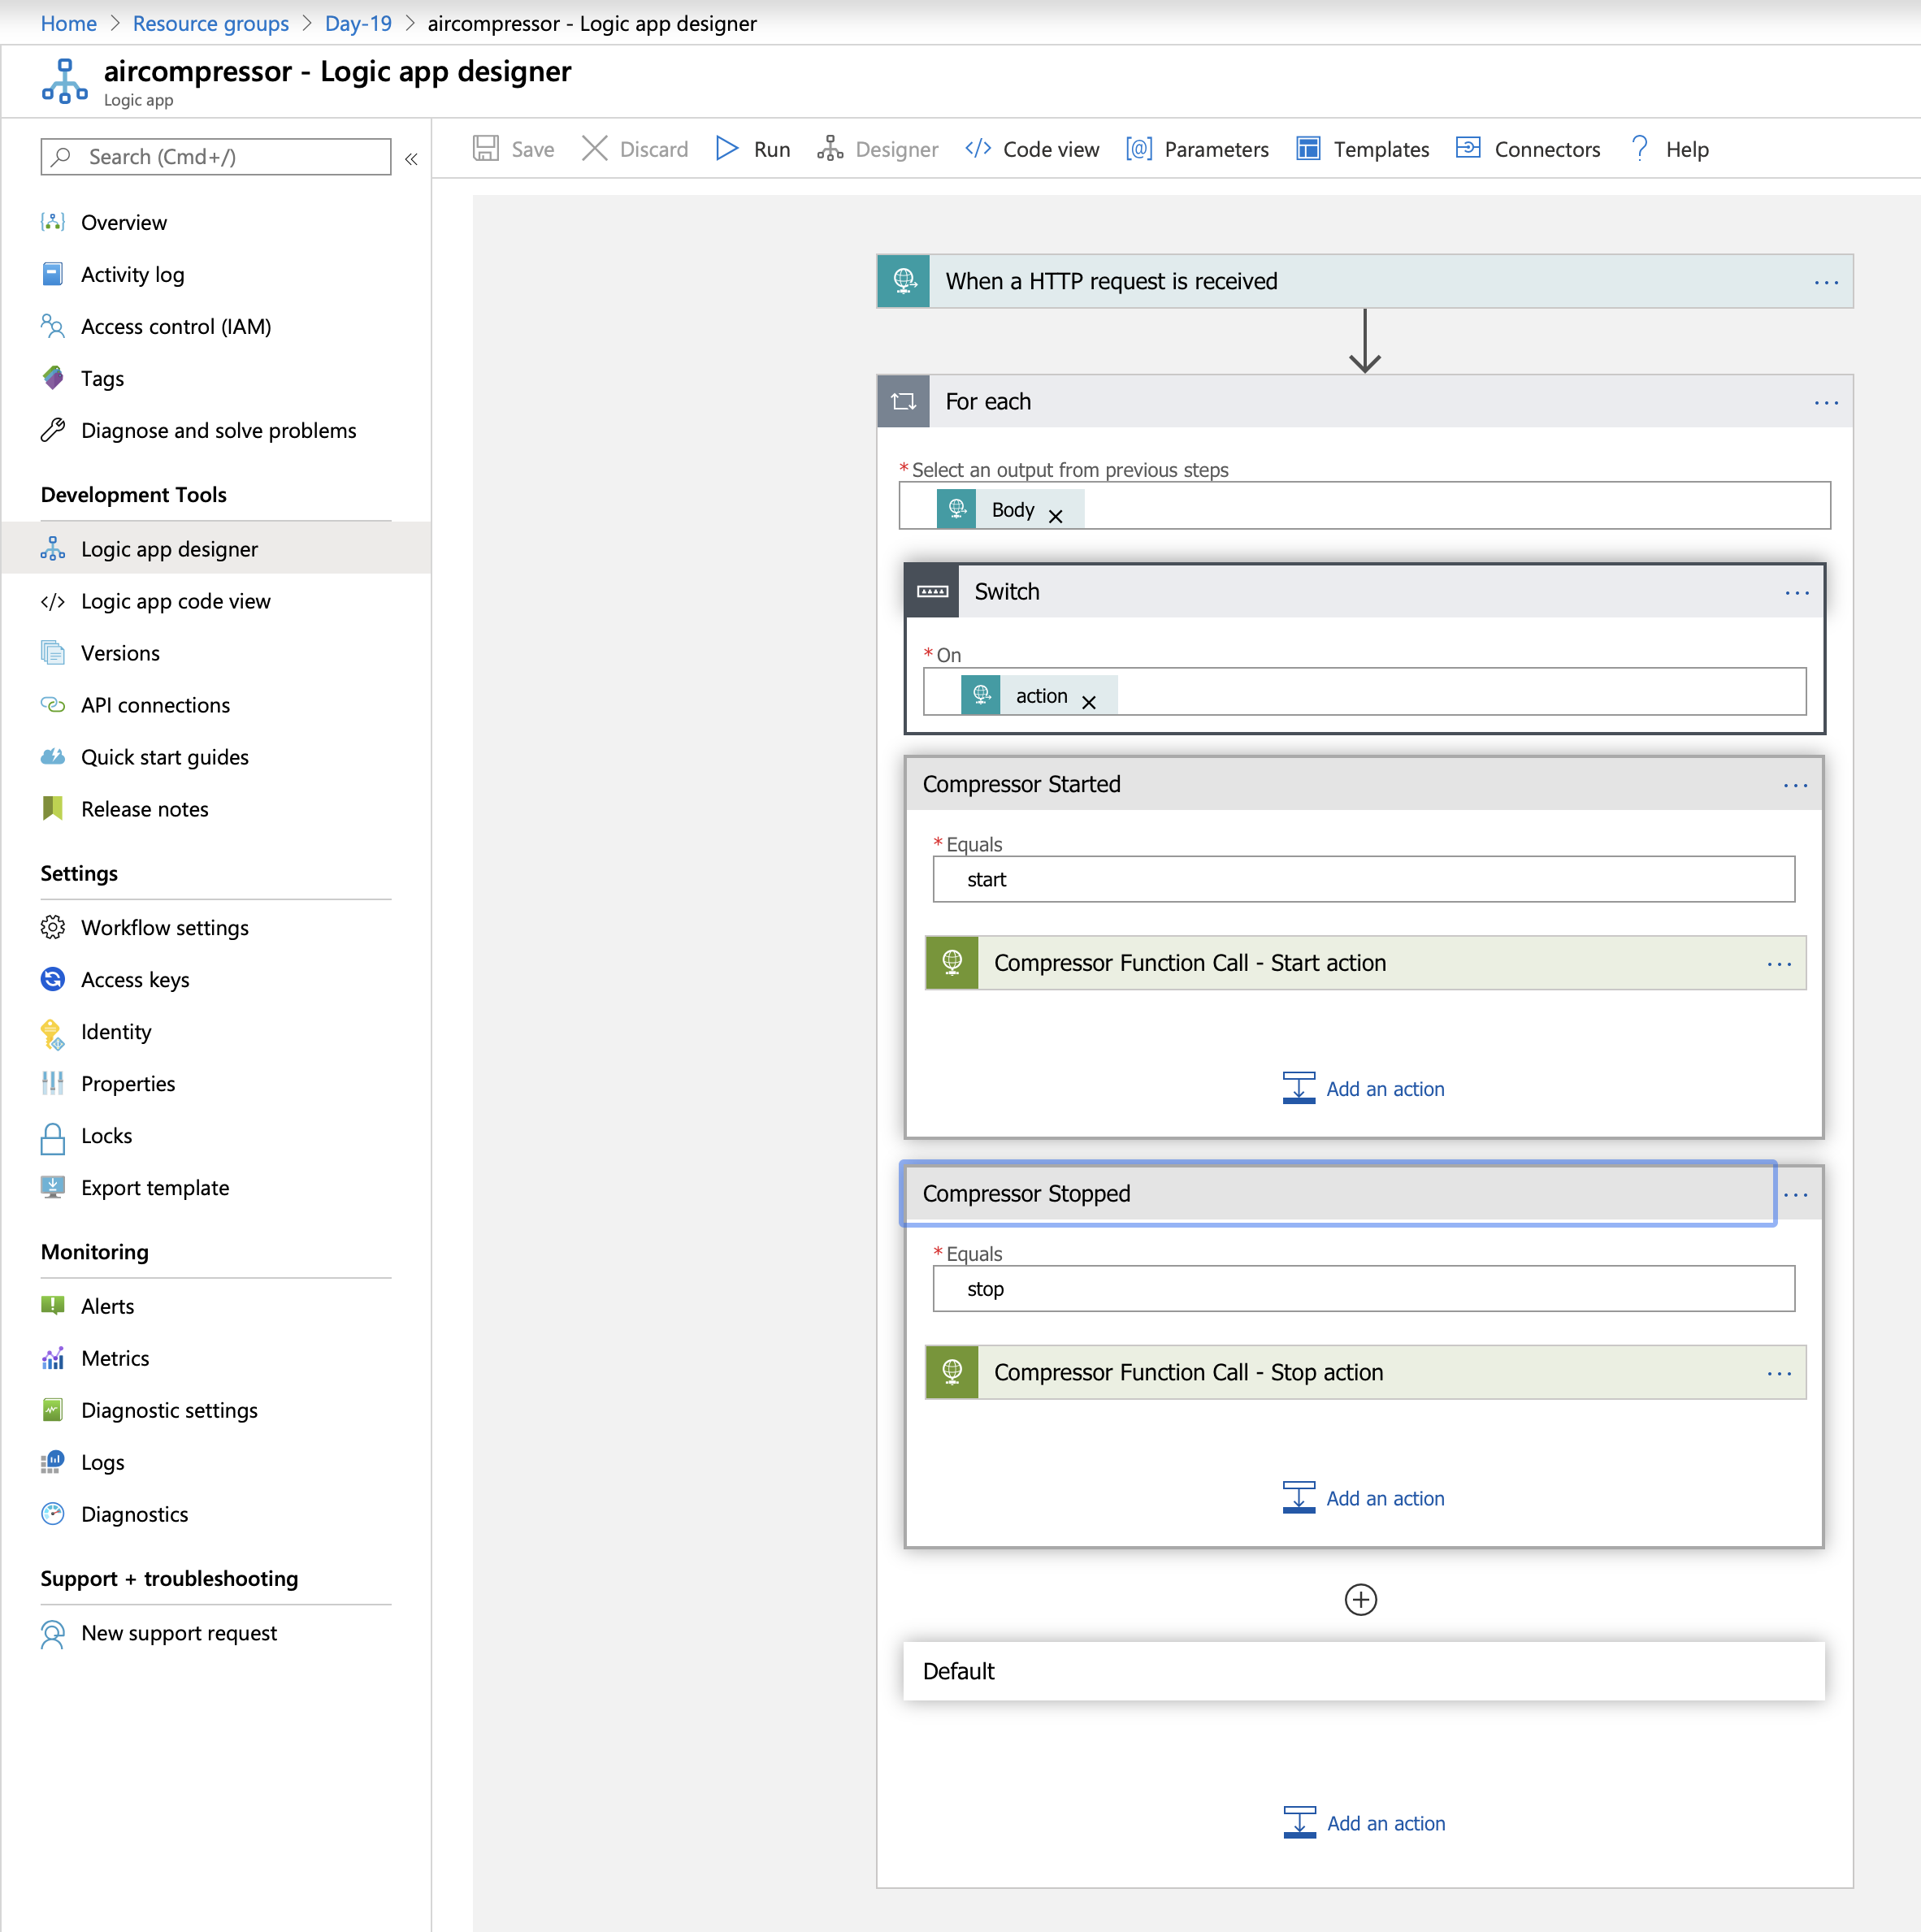 Home > Resource groups > Day-19 > aircompressor - Logic app designer
aircompressor - Logic app designer
Logic app
Search (Cmd+/)
«
Overview
Activity log
Access control (IAM)
Tags
Diagnose and solve problems
Development Tools
Logic app designer
Logic app code view
Versions
API connections
Quick start guides
Release notes
Settings
Workflow settings
Access keys
Identity
Properties
Locks
Export template
Monitoring
Alerts
Metrics
Diagnostic settings
Logs
Diagnostics
Support + troubleshooting
New support request
Save Discard Run Designer Code view Parameters Templates Connectors Help
When a HTTP request is received
For each
* Select an output from previous steps
Body
Switch
* On
action
Compressor Started
* Equals
start
Compressor Function Call - Start action
Add an action
Compressor Stopped
* Equals
stop
Compressor Function Call - Stop action
Add an action
Default
Add an action